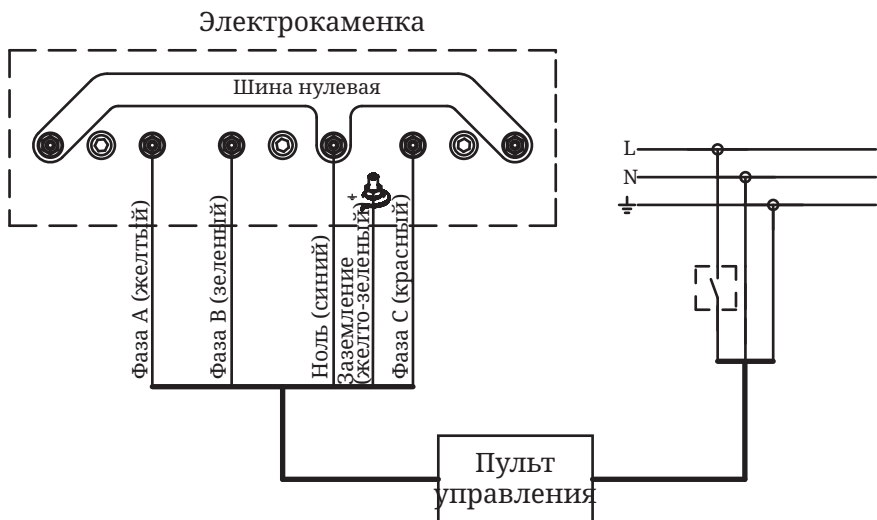 Электрокаменка
Шина нулевая
L
N
Фаза А (желтый)
Фаза В (зеленый)
Ноль (синий)
Заземление
(желто-зеленый)
Фаза С (красный)
Пульт
управления